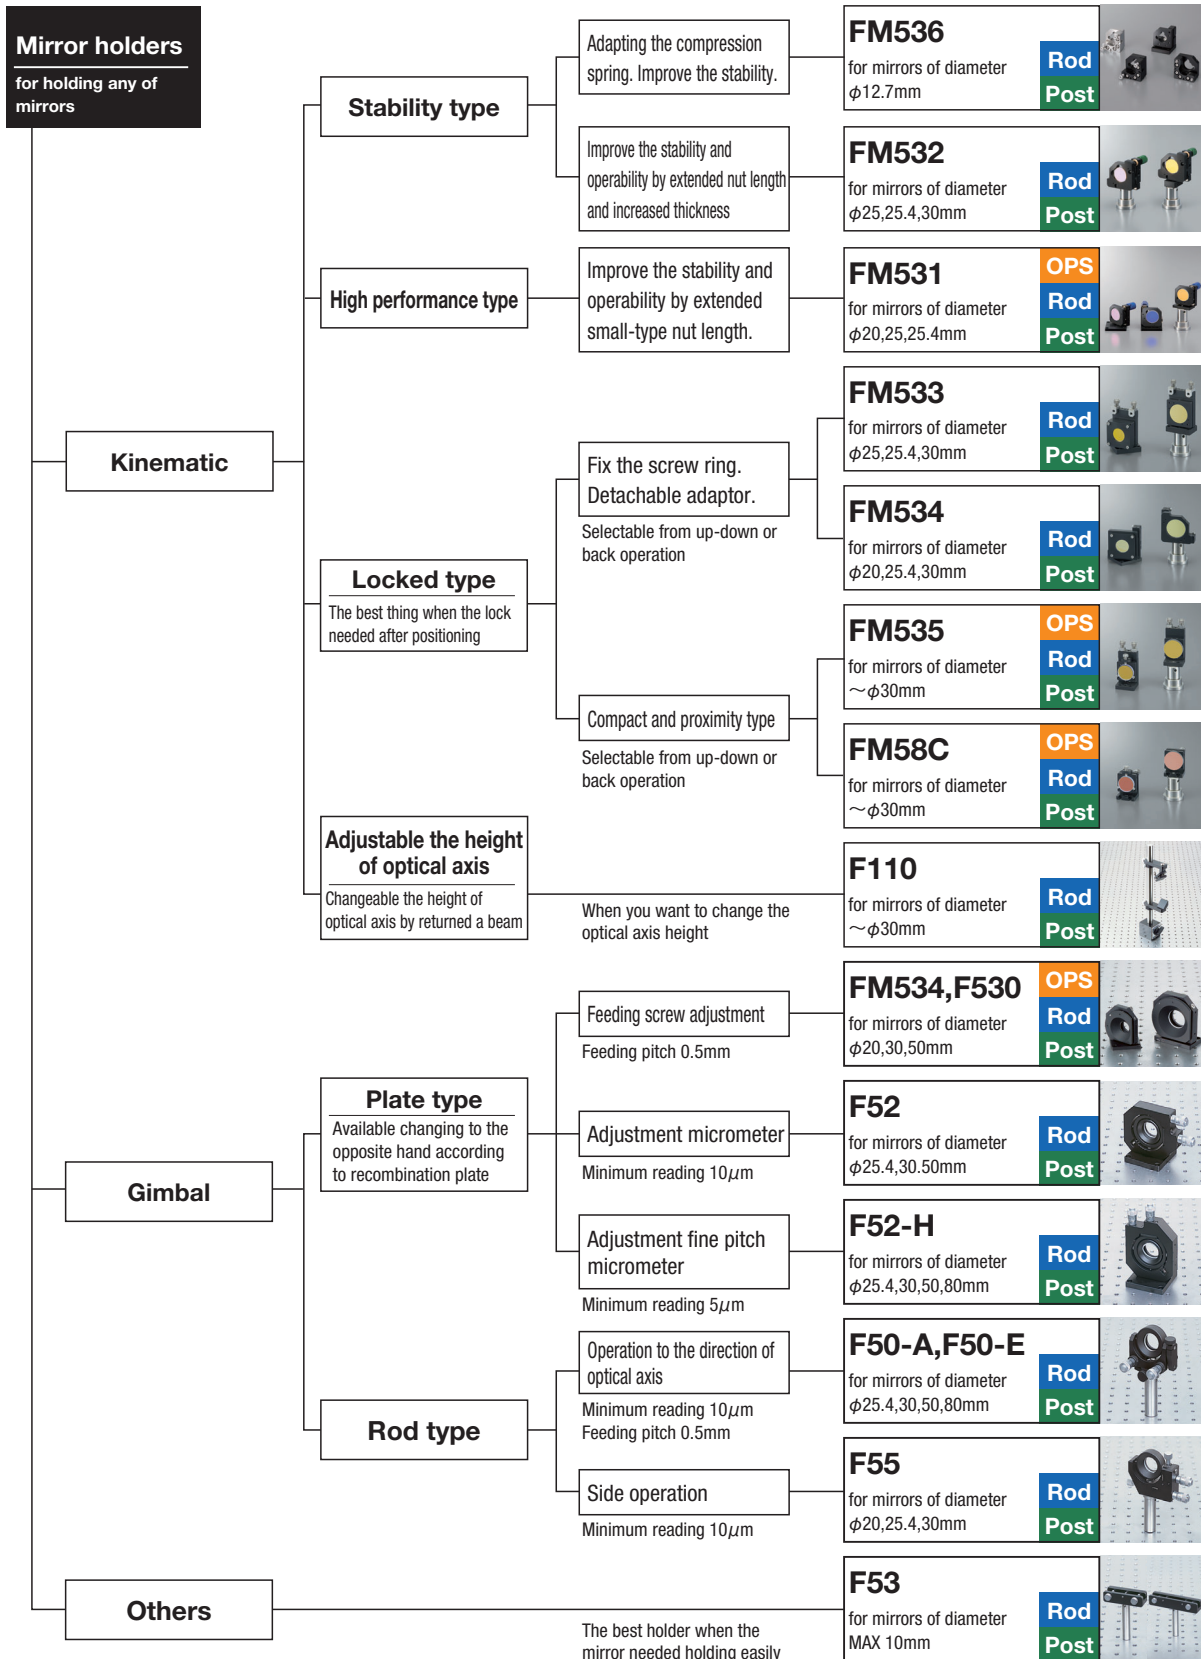 Mirror holders
for holding any of
mirrors
Kinematic
Stability type
Adapting the compression
spring. Improve the stability.
FM536
for mirrors of diameter
φ12.7mm
Rod
Post
Improve the stability and
operability by extended nut length
and increased thickness
FM532
for mirrors of diameter
φ25,25.4,30mm
Rod
Post
High performance type
Improve the stability and
operability by extended
small-type nut length.
FM531
for mirrors of diameter
φ20,25,25.4mm
OPS
Rod
Post
Locked type
The best thing when the lock
needed after positioning
Fix the screw ring.
Detachable adaptor.
Selectable from up-down or
back operation
FM533
for mirrors of diameter
φ25,25.4,30mm
Rod
Post
FM534
for mirrors of diameter
φ20,25.4,30mm
Rod
Post
Compact and proximity type
Selectable from up-down or
back operation
FM535
for mirrors of diameter
～φ30mm
OPS
Rod
Post
FM58C
for mirrors of diameter
～φ30mm
OPS
Rod
Post
Adjustable the height
of optical axis
Changeable the height of
optical axis by returned a beam
When you want to change the
optical axis height
F110
for mirrors of diameter
～φ30mm
Rod
Post
Gimbal
Plate type
Available changing to the
opposite hand according
to recombination plate
Feeding screw adjustment
Feeding pitch 0.5mm
FM534,F530
for mirrors of diameter
φ20,30,50mm
OPS
Rod
Post
Adjustment micrometer
Minimum reading 10μm
F52
for mirrors of diameter
φ25.4,30.50mm
Rod
Post
Adjustment fine pitch
micrometer
Minimum reading 5μm
F52-H
for mirrors of diameter
φ25.4,30,50,80mm
Rod
Post
Rod type
Operation to the direction of
optical axis
Minimum reading 10μm
Feeding pitch 0.5mm
F50-A,F50-E
for mirrors of diameter
φ25.4,30,50,80mm
Rod
Post
Side operation
Minimum reading 10μm
F55
for mirrors of diameter
φ20,25.4,30mm
Rod
Post
Others
The best holder when the
mirror needed holding easily
F53
for mirrors of diameter
MAX 10mm
Rod
Post